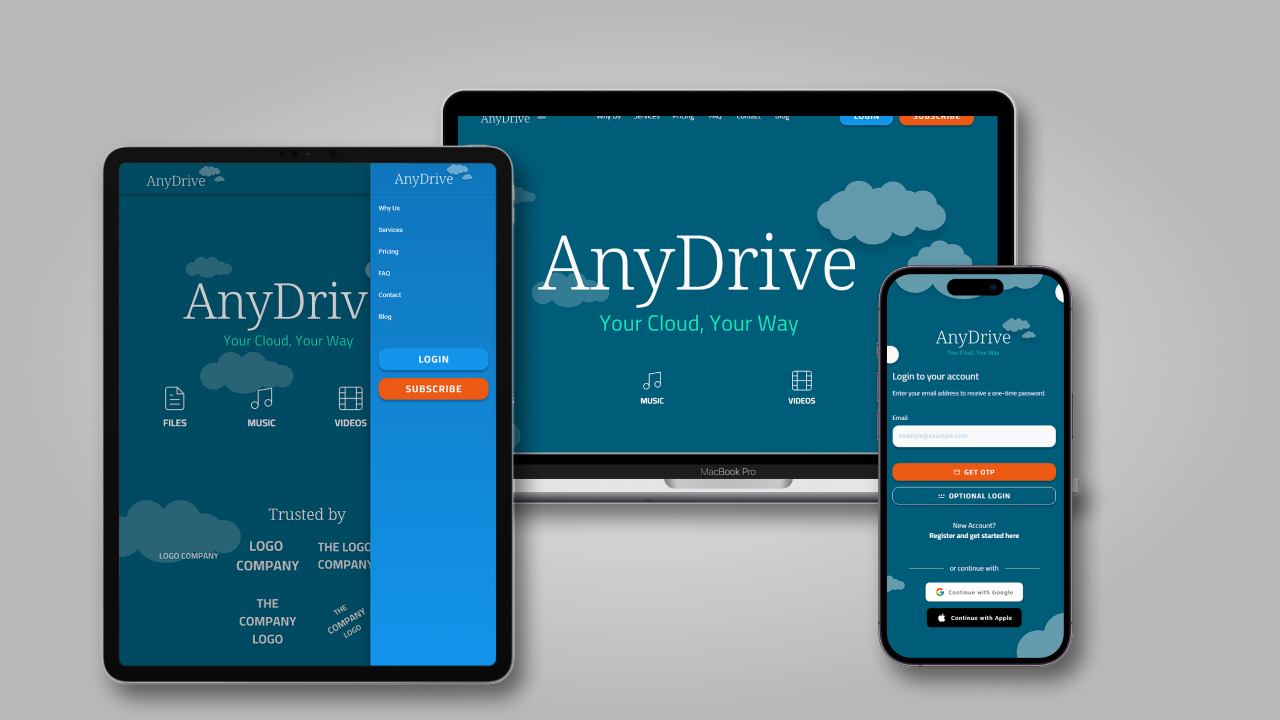 AnyDrive
Why Us
Services
Pricing
FAQ
Contact
Blog
LOGIN
SUBSCRIBE
AnyDrive
Your Cloud, Your Way
MUSIC
VIDEOS
MacBook Pro
AnyDrive
AnyDriv
Your Cloud, Your Way
FILES
MUSIC
VIDEOS
Trusted by
LOGO COMPANY
LOGO
COMPANY
THE LOGO
COMPANY
THE
COMPANY
LOGO
THE
COMPANY
LOGO
AnyDrive
Why Us
Services
Pricing
FAQ
Contact
Blog
LOGIN
SUBSCRIBE
AnyDrive
Your Cloud, Your Way
Login to your account
Enter your email address to receive a one-time password.
Email:
example@example.com
GET OTP
OPTIONAL LOGIN
New Account?
Register and get started here
or continue with
Continue with Google
Continue with Apple